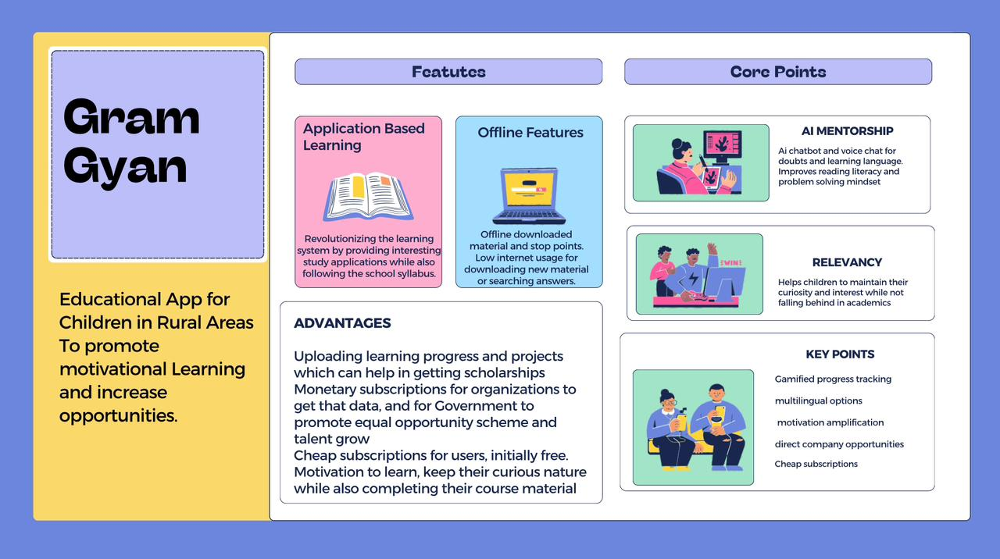 Gram
Gyan
Educational App for
Children in Rural Areas
To promote
motivational Learning
and increase
opportunities.
Featutes
Application Based
Learning
Revolutionizing the learning
system by providing interesting
study applications while also
following the school syllabus.
Offline Features
Offline downloaded
material and stop points.
Low internet usage for
downloading new material
or searching answers.
ADVANTAGES
Uploading learning progress and projects
which can help in getting scholarships
Monetary subscriptions for organizations to
get that data, and for Government to
promote equal opportunity scheme and
talent grow
Cheap subscriptions for users, initially free.
Motivation to learn, keep their curious nature
while also completing their course material
Core Points
AI MENTORSHIP
Ai chatbot and voice chat for
doubts and learning language.
Improves reading literacy and
problem solving mindset
WIN
RELEVANCY
Helps children to maintain their
curiosity and interest while not
falling behind in academics
KEY POINTS
Gamified progress tracking
multilingual options
motivation amplification
direct company opportunities
Cheap subscriptions